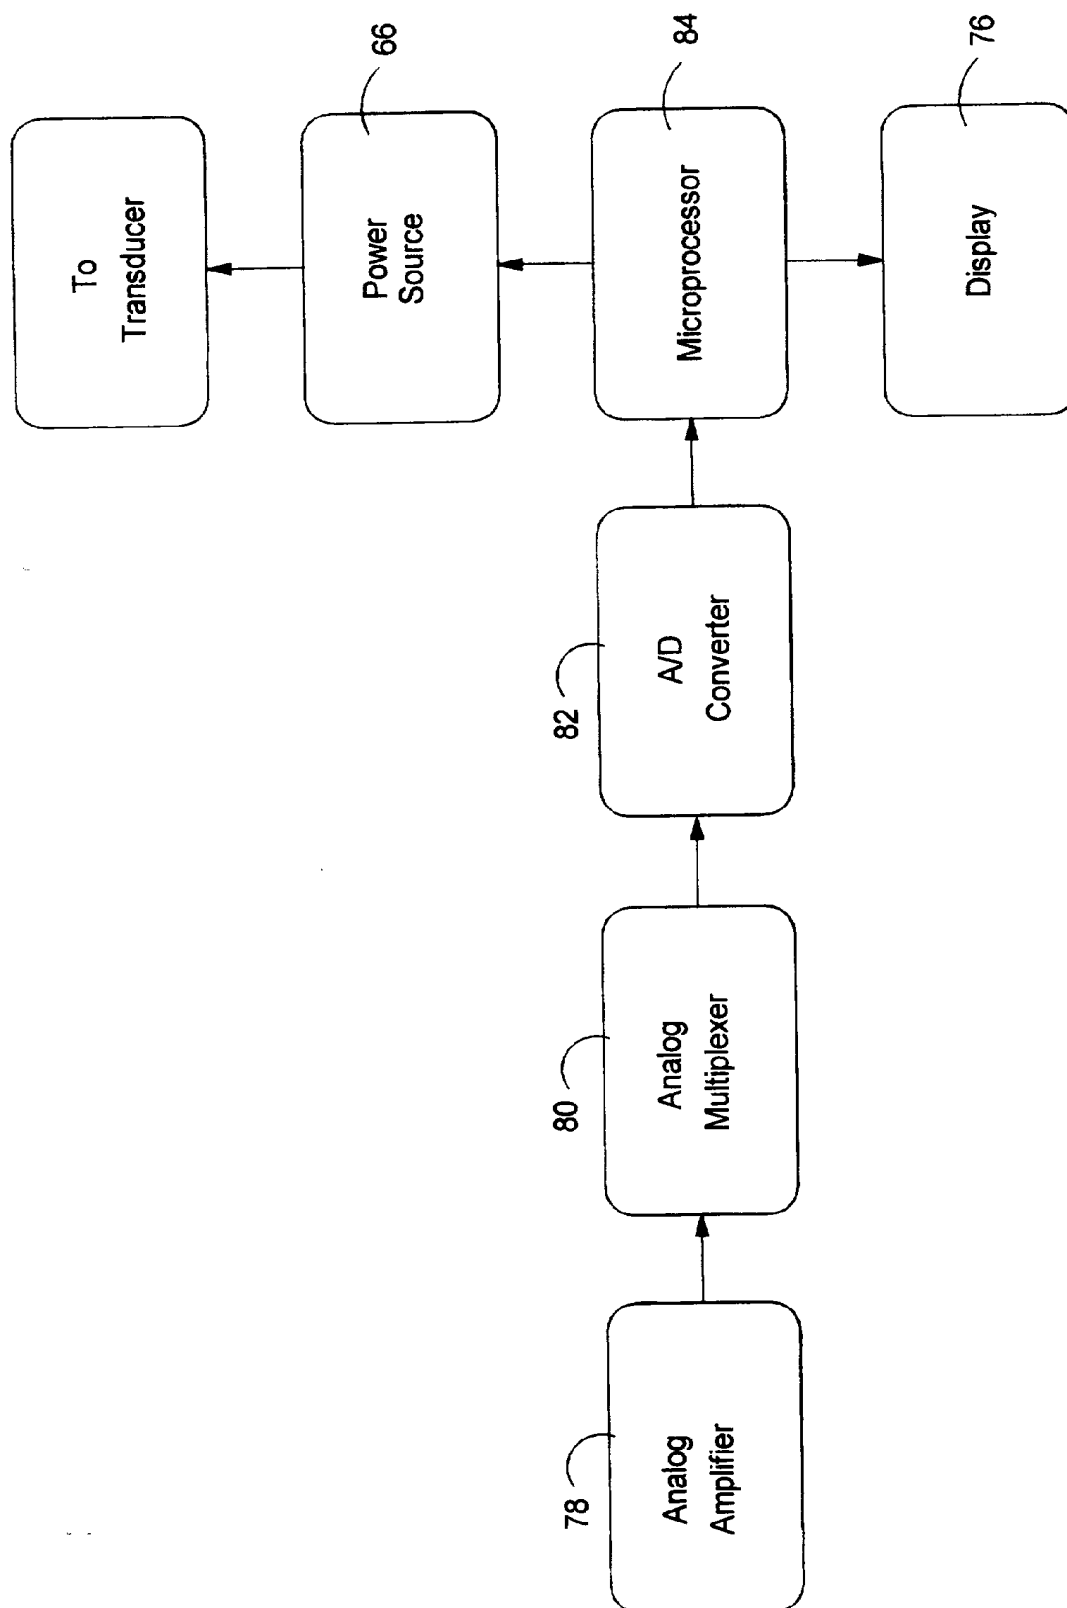 78
Analog
Amplifier
80
Analog
Multiplexer
82
A/D
Converter
To
Transducer
Power
Source
66
Microprocessor
84
Display
76